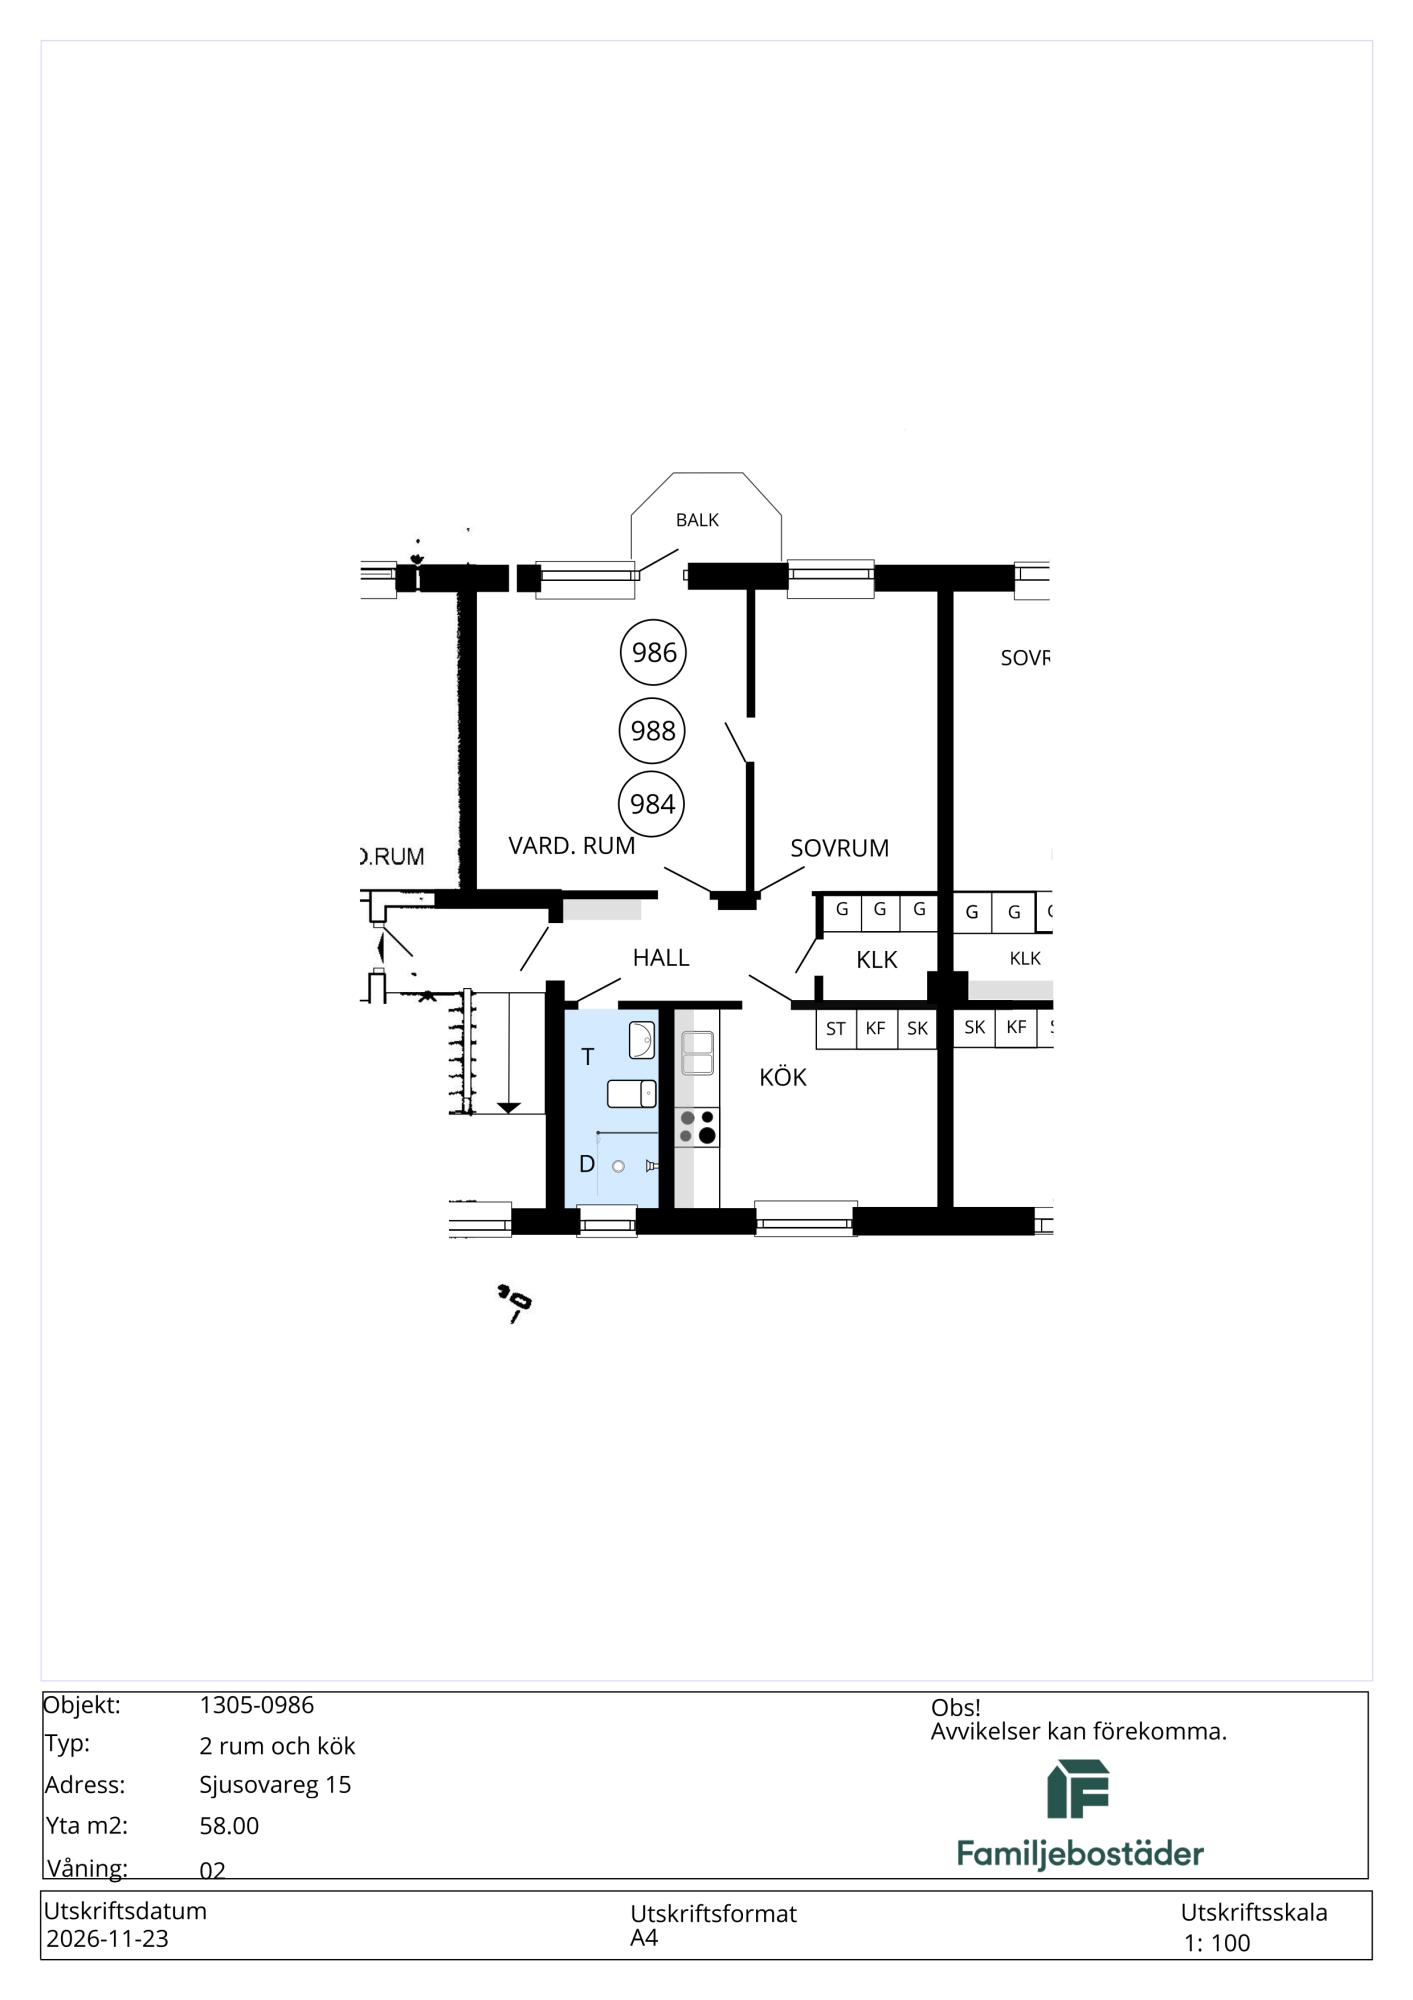 BALK
986
SOVR
988
984
VARD. RUM
SOVRUM
D.RUM
G G G G G
HALL
KLK
KLK
ST KF SK SK KF
T
KÖK
D
Objekt: 1305-0986
Typ: 2 rum och kök
Adress: Sjusovareg 15
Yta m2: 58.00
Våning: 02
Obs!
Avvikelser kan förekomma.
Familjebostäder
Utskriftsdatum
2026-11-23
Utskriftsformat
A4
Utskriftsskala
1: 100